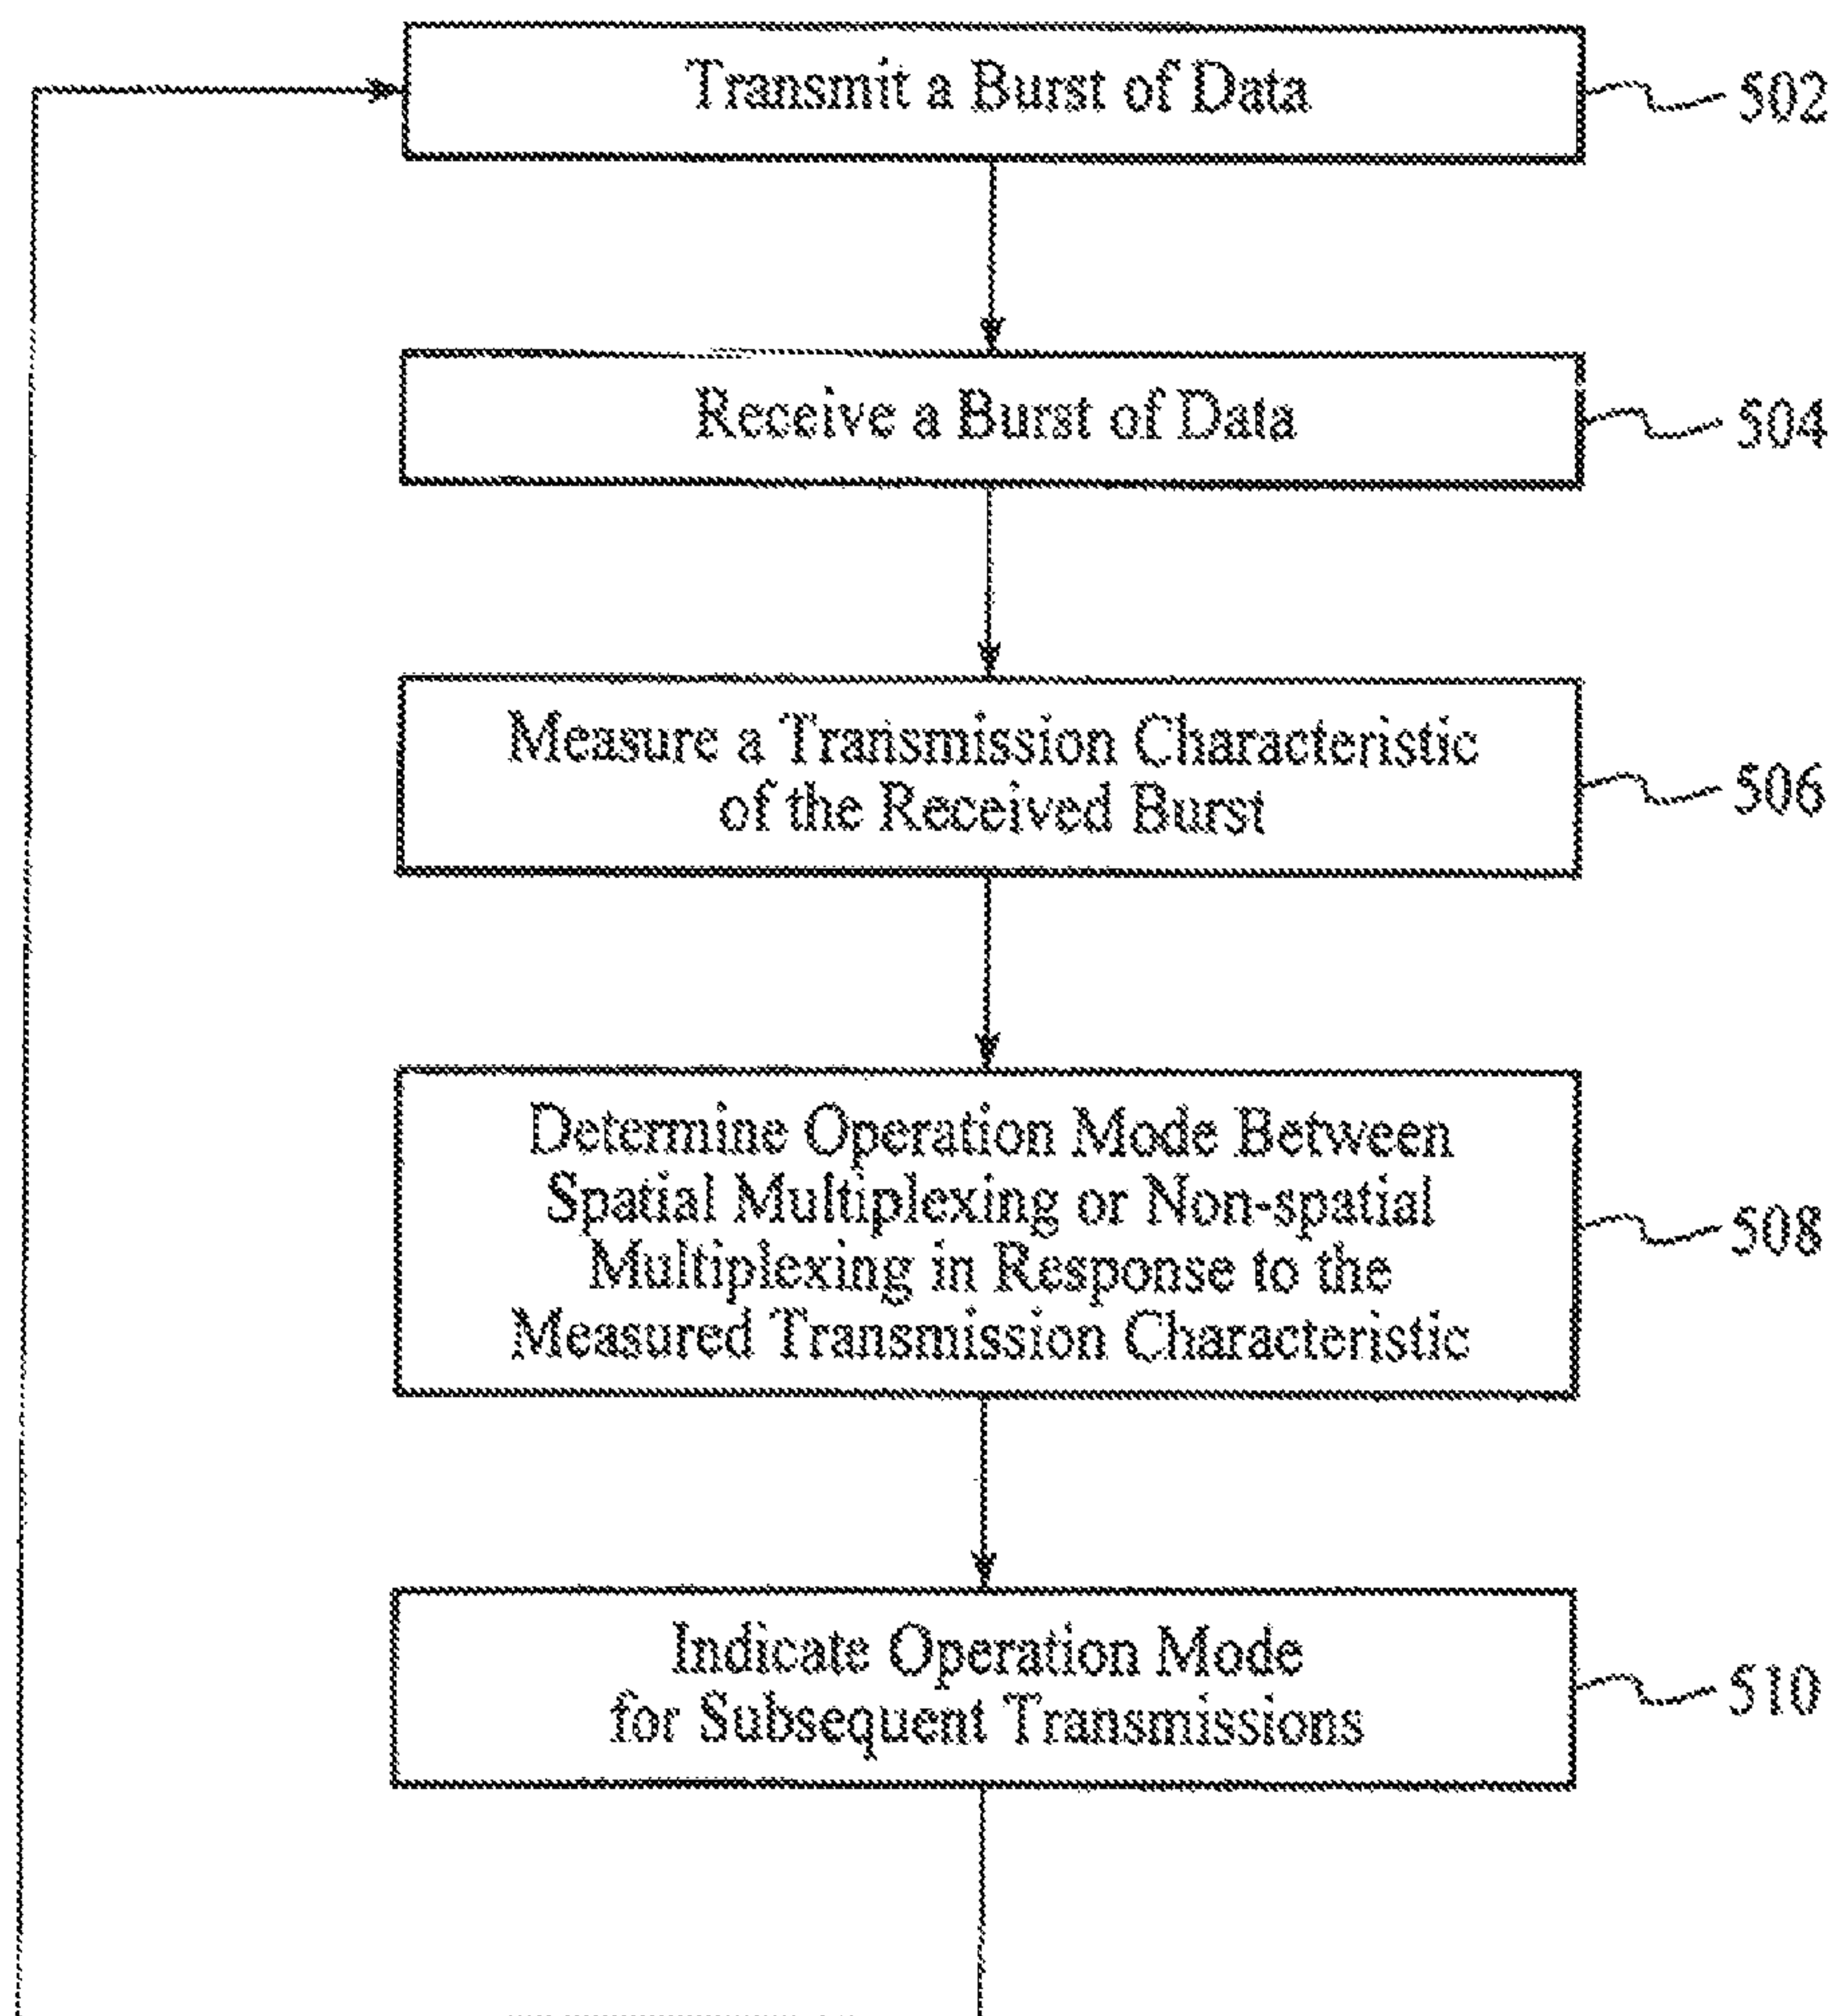 Transmit a Burst of Data
502
Receive a Burst of Data
504
Measure a Transmission Characteristic
of the Received Burst
506
Determine Operation Mode Between
Spatial Multiplexing or Non-spatial
Multiplexing in Response to the
Measured Transmission Characteristic
508
Indicate Operation Mode
for Subsequent Transmissions
510